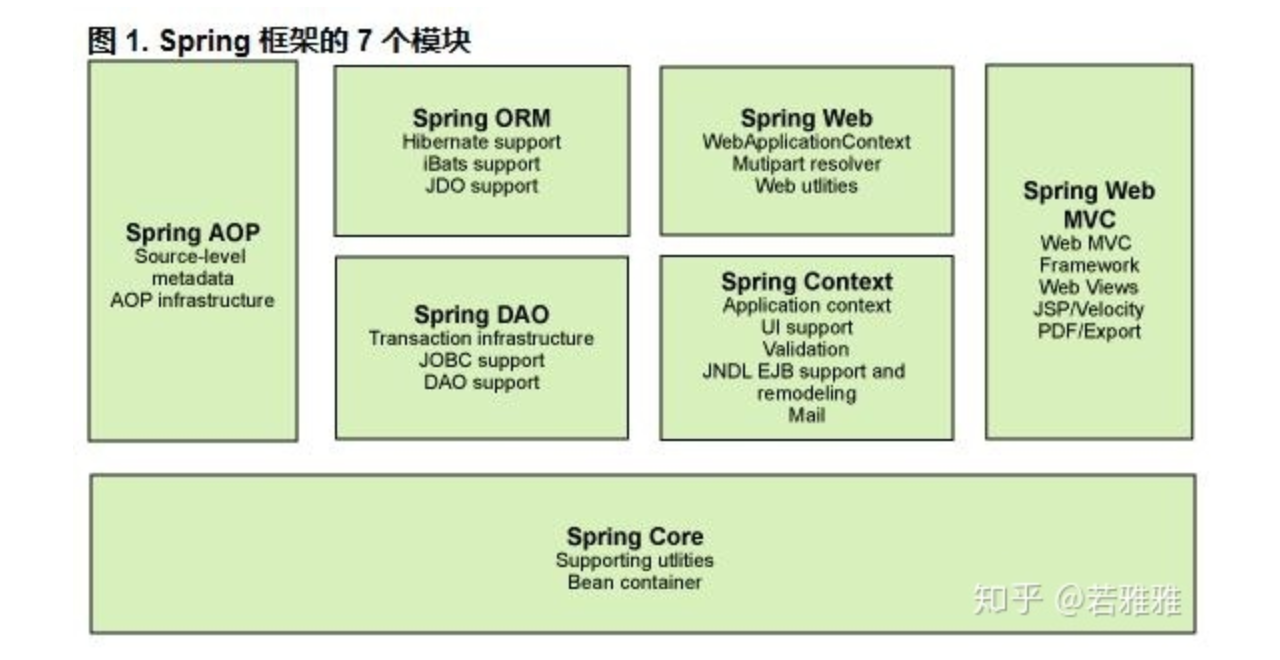 图 1. Spring 框架的 7 个模块
Spring AOP
Source-level
metadata
AOP infrastructure
Spring ORM
Hibernate support
iBats support
JDO support
Spring DAO
Transaction infrastructure
JOBC support
DAO support
Spring Web
WebApplicationContext
Mutipart resolver
Web utlities
Spring Context
Application context
UI support
Validation
JNDL EJB support and
remodeling
Mail
Spring Web
MVC
Web MVC
Framework
Web Views
JSP/Velocity
PDF/Export
Spring Core
Supporting utlities
Bean container
知乎 @若雅雅